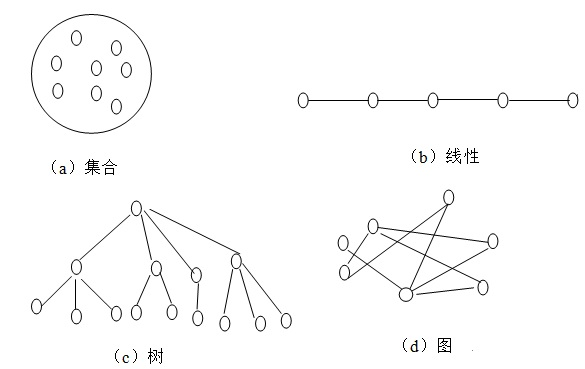 （a）集合
（b）线性
（c）树
（d）图